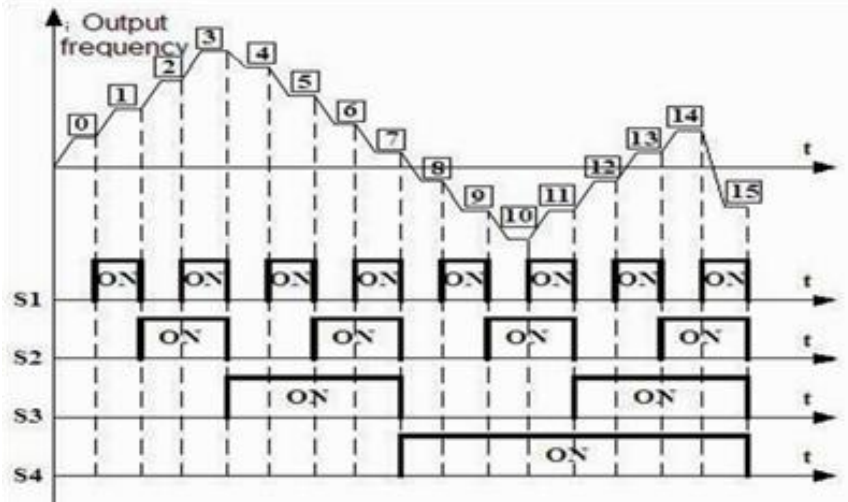 Output
frequency
0 1 2 3 4 5 6 7 8 9 10 11 12 13 14 15
t
ON ON ON ON ON ON ON ON
S1 t
ON ON ON ON
S2 t
ON ON
S3 t
ON
S4 t